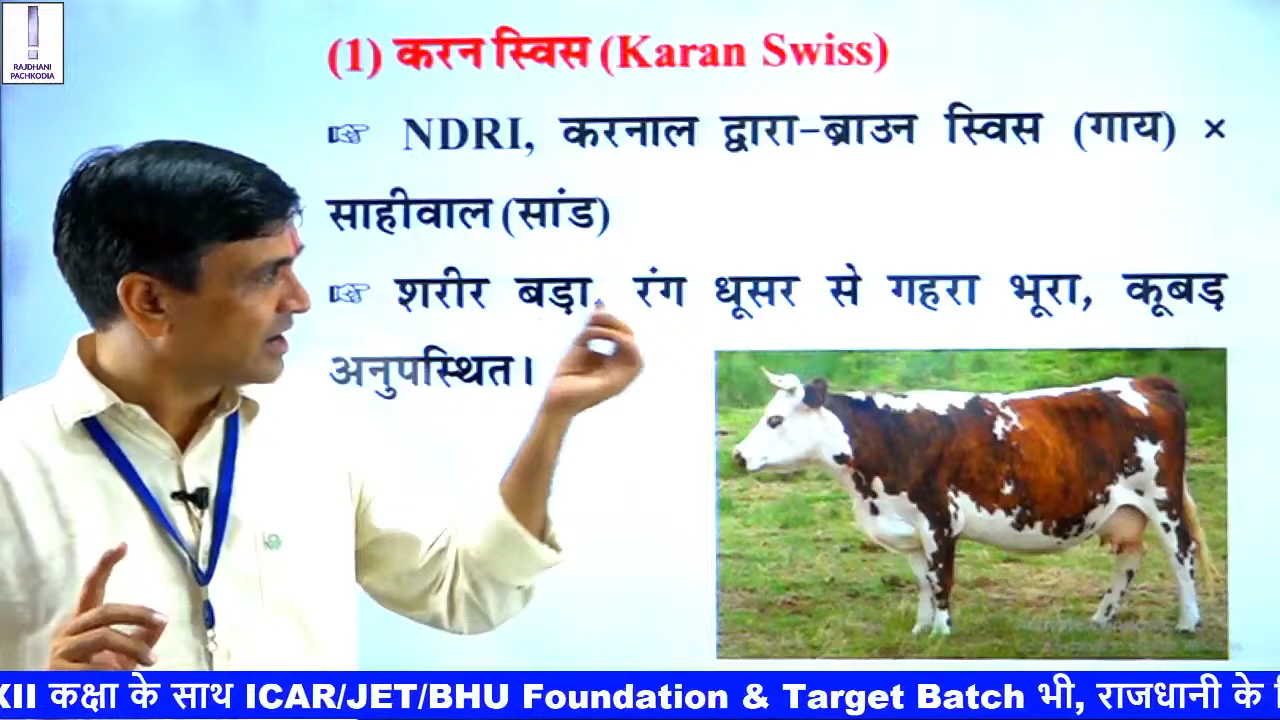 RAJDHANI
PACHKODIA
(1) करन स्विस (Karan Swiss)
☞ NDRI, करनाल द्वारा-ब्राउन स्विस (गाय) ×
साहीवाल (सांड)
☞ शरीर बड़ा, रंग धूसर से गहरा भूरा, कूबड़
अनुपस्थित।
XII कक्षा के साथ ICAR/JET/BHU Foundation & Target Batch भी, राजधानी के